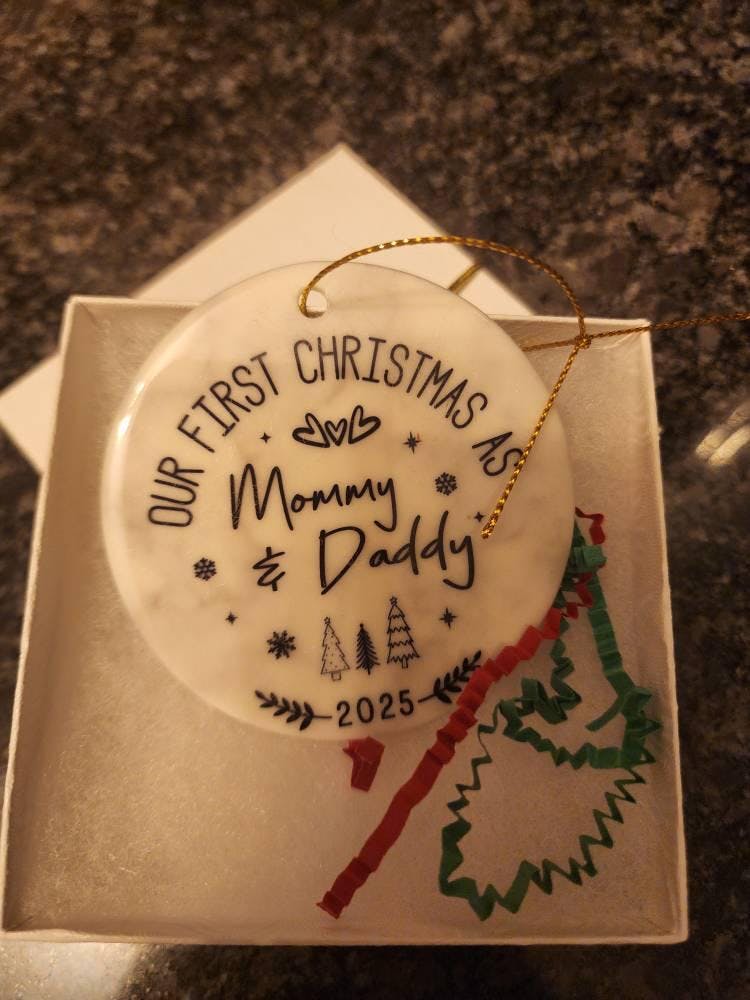 OUR FIRST CHRISTMAS AS
Mommy
& Daddy
2025